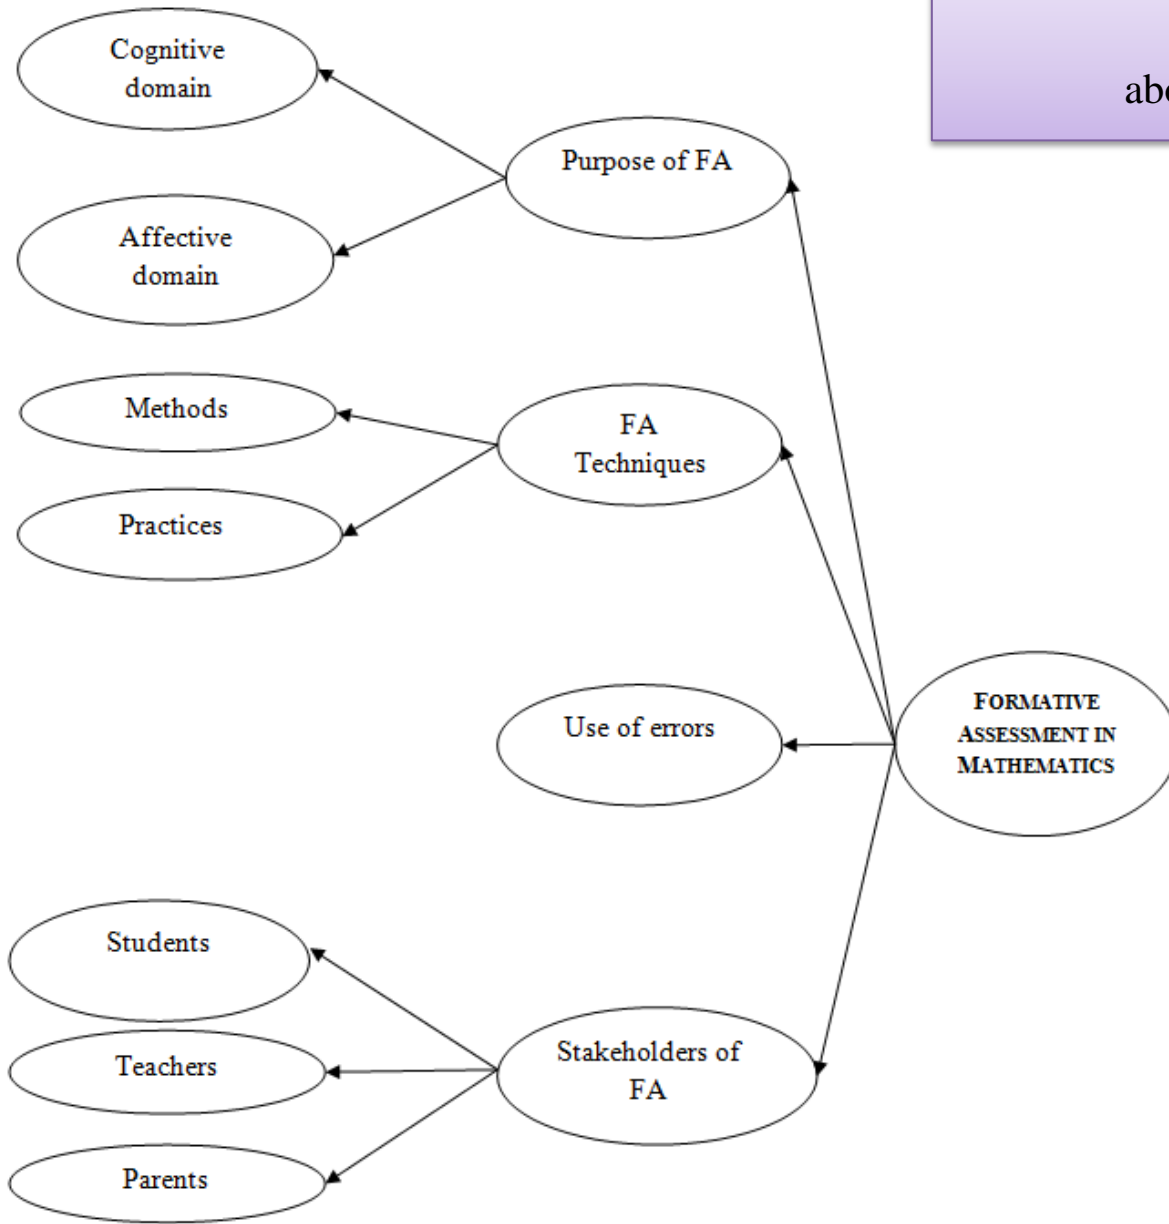 Cognitive
domain
Purpose of FA
Affective
domain
Methods
FA
Techniques
Practices
Use of errors
FORMATIVE
ASSESSMENT IN
MATHEMATICS
Students
Teachers
Stakeholders of
FA
Parents